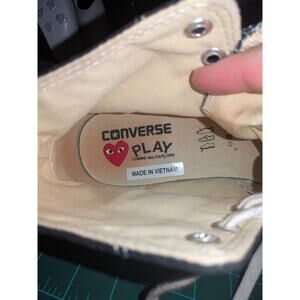 CONVERSE
PLAY
COMME des GARÇONS
MADE IN VIETNAM